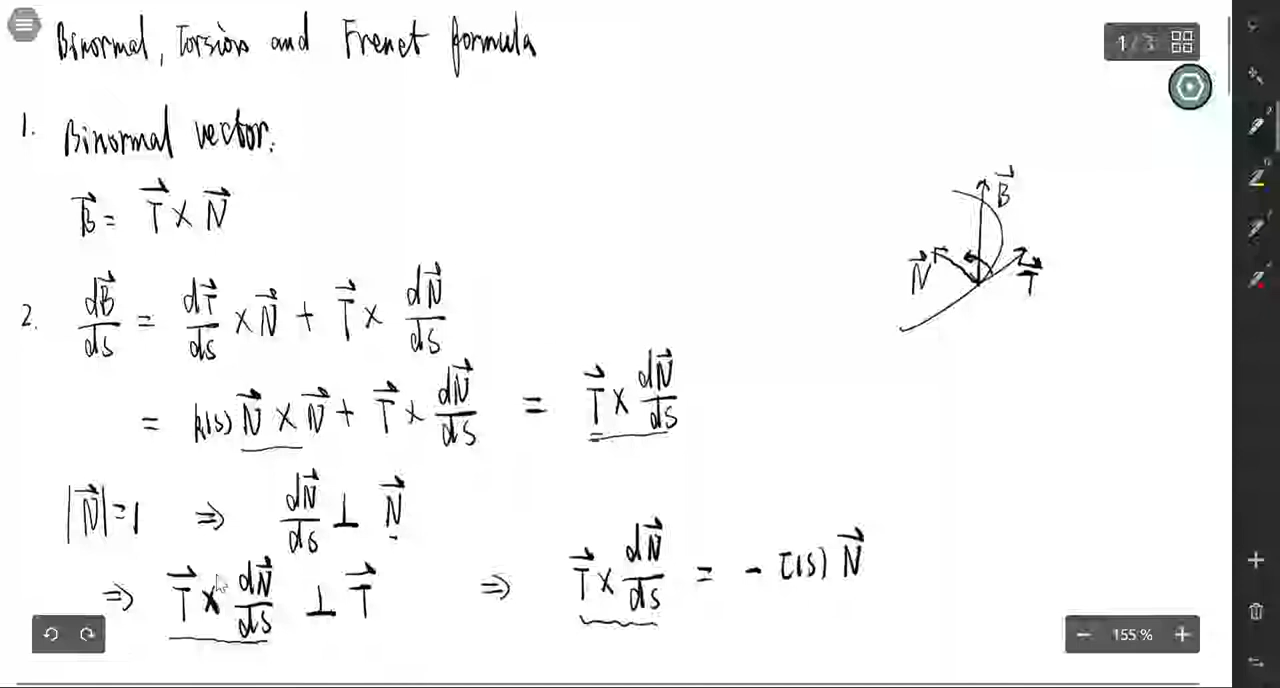 Binormal, Torsion and Frenet formula
1/3
1. Binormal vector.
B⃗ = T⃗ × N⃗
B⃗
N⃗ T⃗
2. dB⃗/ds = dT⃗/ds × N⃗ + T⃗ × dN⃗/ds
= k(s) N⃗ × N⃗ + T⃗ × dN⃗/ds = T⃗ × dN⃗/ds
|N⃗| = 1 ⇒ dN⃗/ds ⊥ N⃗
⇒ T⃗ × dN⃗/ds ⊥ T⃗ ⇒ T⃗ × dN⃗/ds = - τ(s) N⃗
155 %